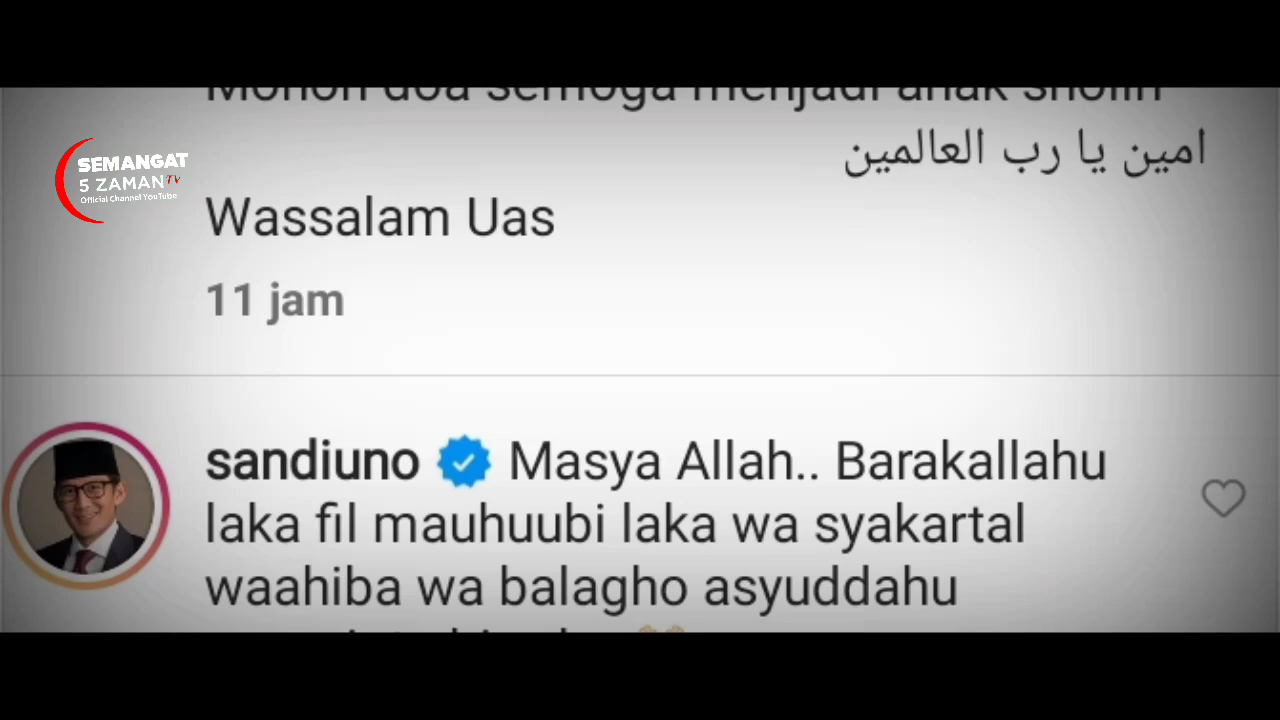 Mohon doa semoga menjadi anak sholih
امين يا رب العالمين
SEMANGAT
5 ZAMAN TV
Official Channel YouTube
Wassalam Uas
11 jam
sandiuno Masya Allah.. Barakallahu
laka fil mauhuubi laka wa syakartal
waahiba wa balagho asyuddahu